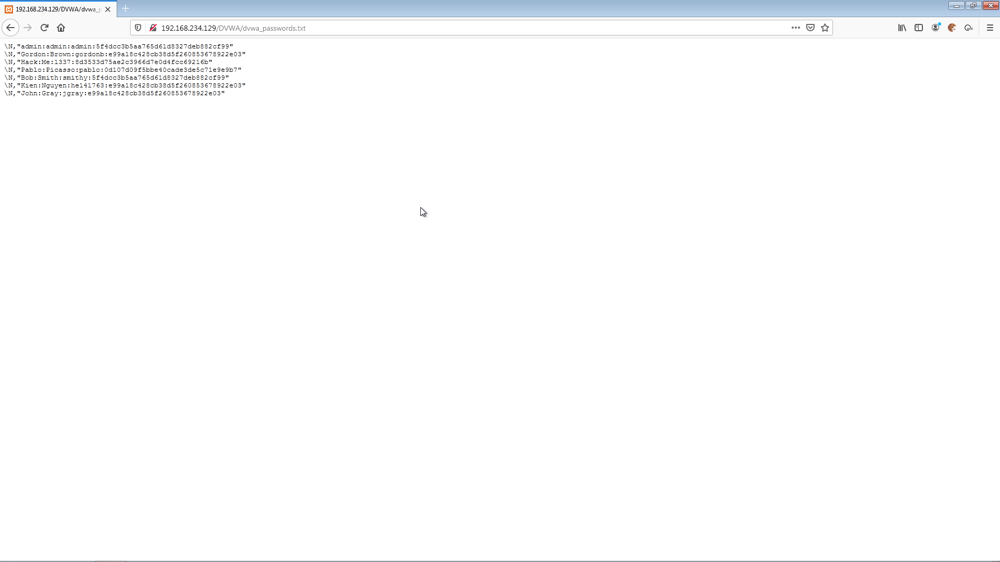 192.168.234.129/DVWA/dvwa_p
192.168.234.129/DVWA/dvwa_passwords.txt
\N,"admin:admin:admin:5f4dcc3b5aa765d61d8327deb882cf99"
\N,"Gordon:Brown:gordonb:e99a18c428cb38d5f260853678922e03"
\N,"Hack:Me:1337:8d3533d75ae2c3966d7e0d4fcc69216b"
\N,"Pablo:Picasso:pablo:0d107d09f5bbe40cade3de5c71e9e9b7"
\N,"Bob:Smith:smithy:5f4dcc3b5aa765d61d8327deb882cf99"
\N,"Kien:Nguyen:he141763:e99a18c428cb38d5f260853678922e03"
\N,"John:Gray:jgray:e99a18c428cb38d5f260853678922e03"